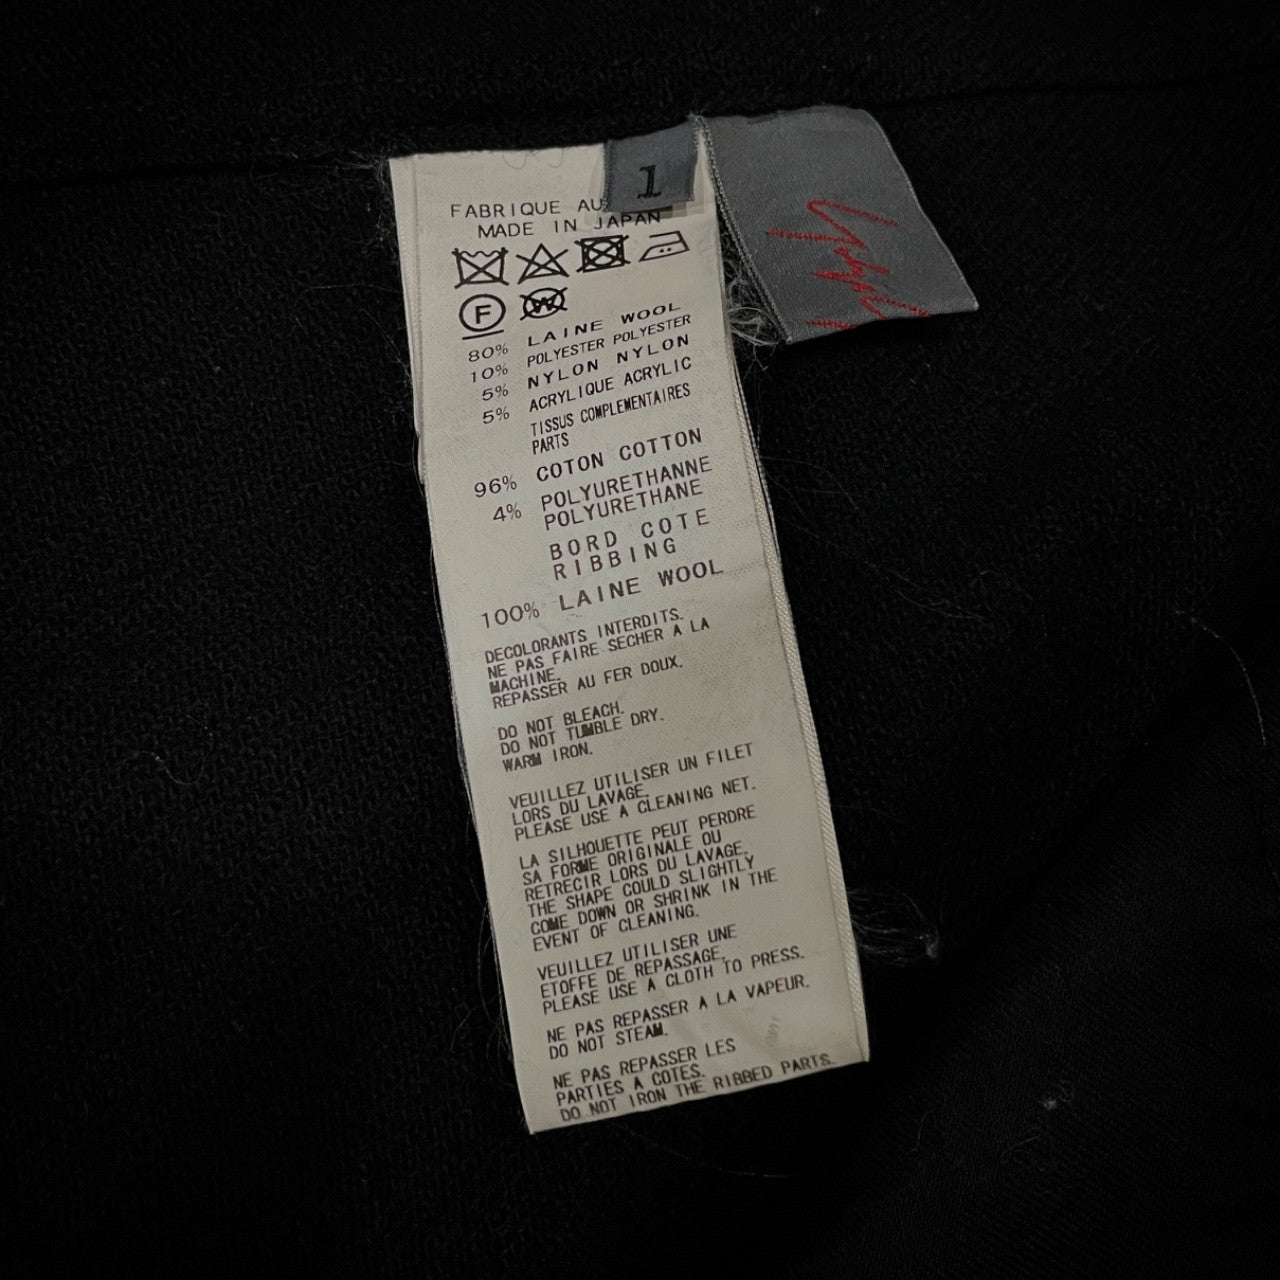 1
FABRIQUE AU
MADE IN JAPAN
F
W
80% LAINE WOOL
10% POLYESTER POLYESTER
5% NYLON NYLON
5% ACRYLIQUE ACRYLIC
TISSUS COMPLEMENTAIRES
PARTS
96% COTON COTTON
4% POLYURETHANNE
POLYURETHANE
BORD COTE
RIBBING
100% LAINE WOOL
DECOLORANTS INTERDITS.
NE PAS FAIRE SECHER A LA
MACHINE.
REPASSER AU FER DOUX.
DO NOT BLEACH.
DO NOT TUMBLE DRY.
WARM IRON.
VEUILLEZ UTILISER UN FILET
LORS DU LAVAGE.
PLEASE USE A CLEANING NET.
LA SILHOUETTE PEUT PERDRE
SA FORME ORIGINALE OU
RETRECIR LORS DU LAVAGE.
THE SHAPE COULD SLIGHTLY
COME DOWN OR SHRINK IN THE
EVENT OF CLEANING.
VEUILLEZ UTILISER UNE
ETOFFE DE REPASSAGE.
PLEASE USE A CLOTH TO PRESS.
NE PAS REPASSER A LA VAPEUR.
DO NOT STEAM.
NE PAS REPASSER LES
PARTIES A COTES.
DO NOT IRON THE RIBBED PARTS.